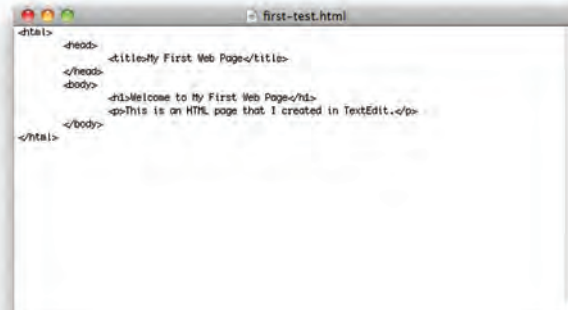 first-test.html
<html>
<head>
<title>My First Web Page</title>
</head>
<body>
<h1>Welcome to My First Web Page</h1>
<p>This is an HTML page that I created in TextEdit.</p>
</body>
</html>